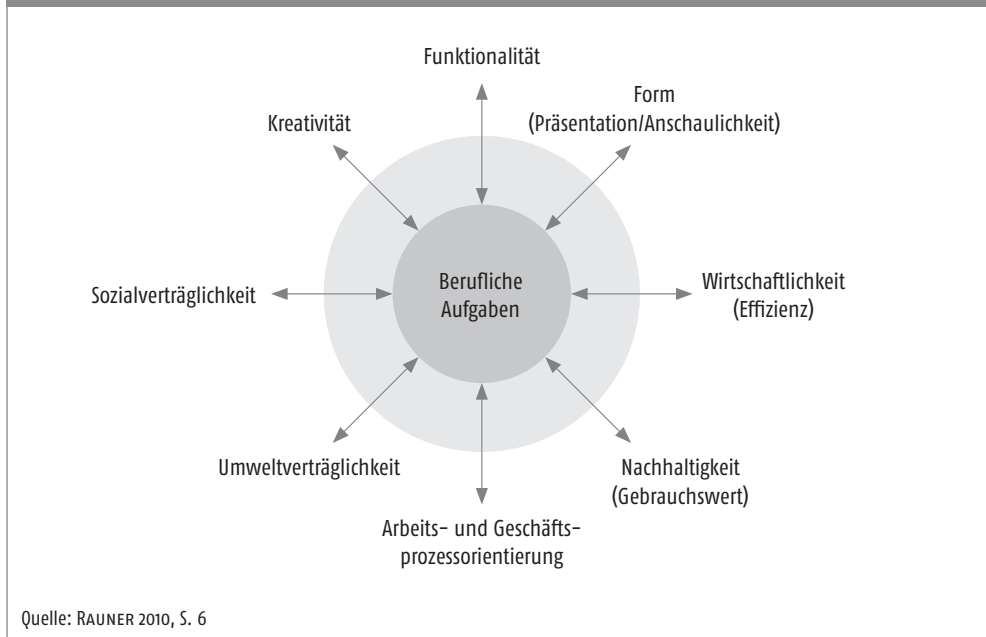 Funktionalität
Form
(Präsentation/Anschaulichkeit)
Kreativität
Sozialverträglichkeit
Berufliche
Aufgaben
Wirtschaftlichkeit
(Effizienz)
Umweltverträglichkeit
Nachhaltigkeit
(Gebrauchswert)
Arbeits- und Geschäfts-
prozessorientierung
Quelle: RAUNER 2010, S. 6